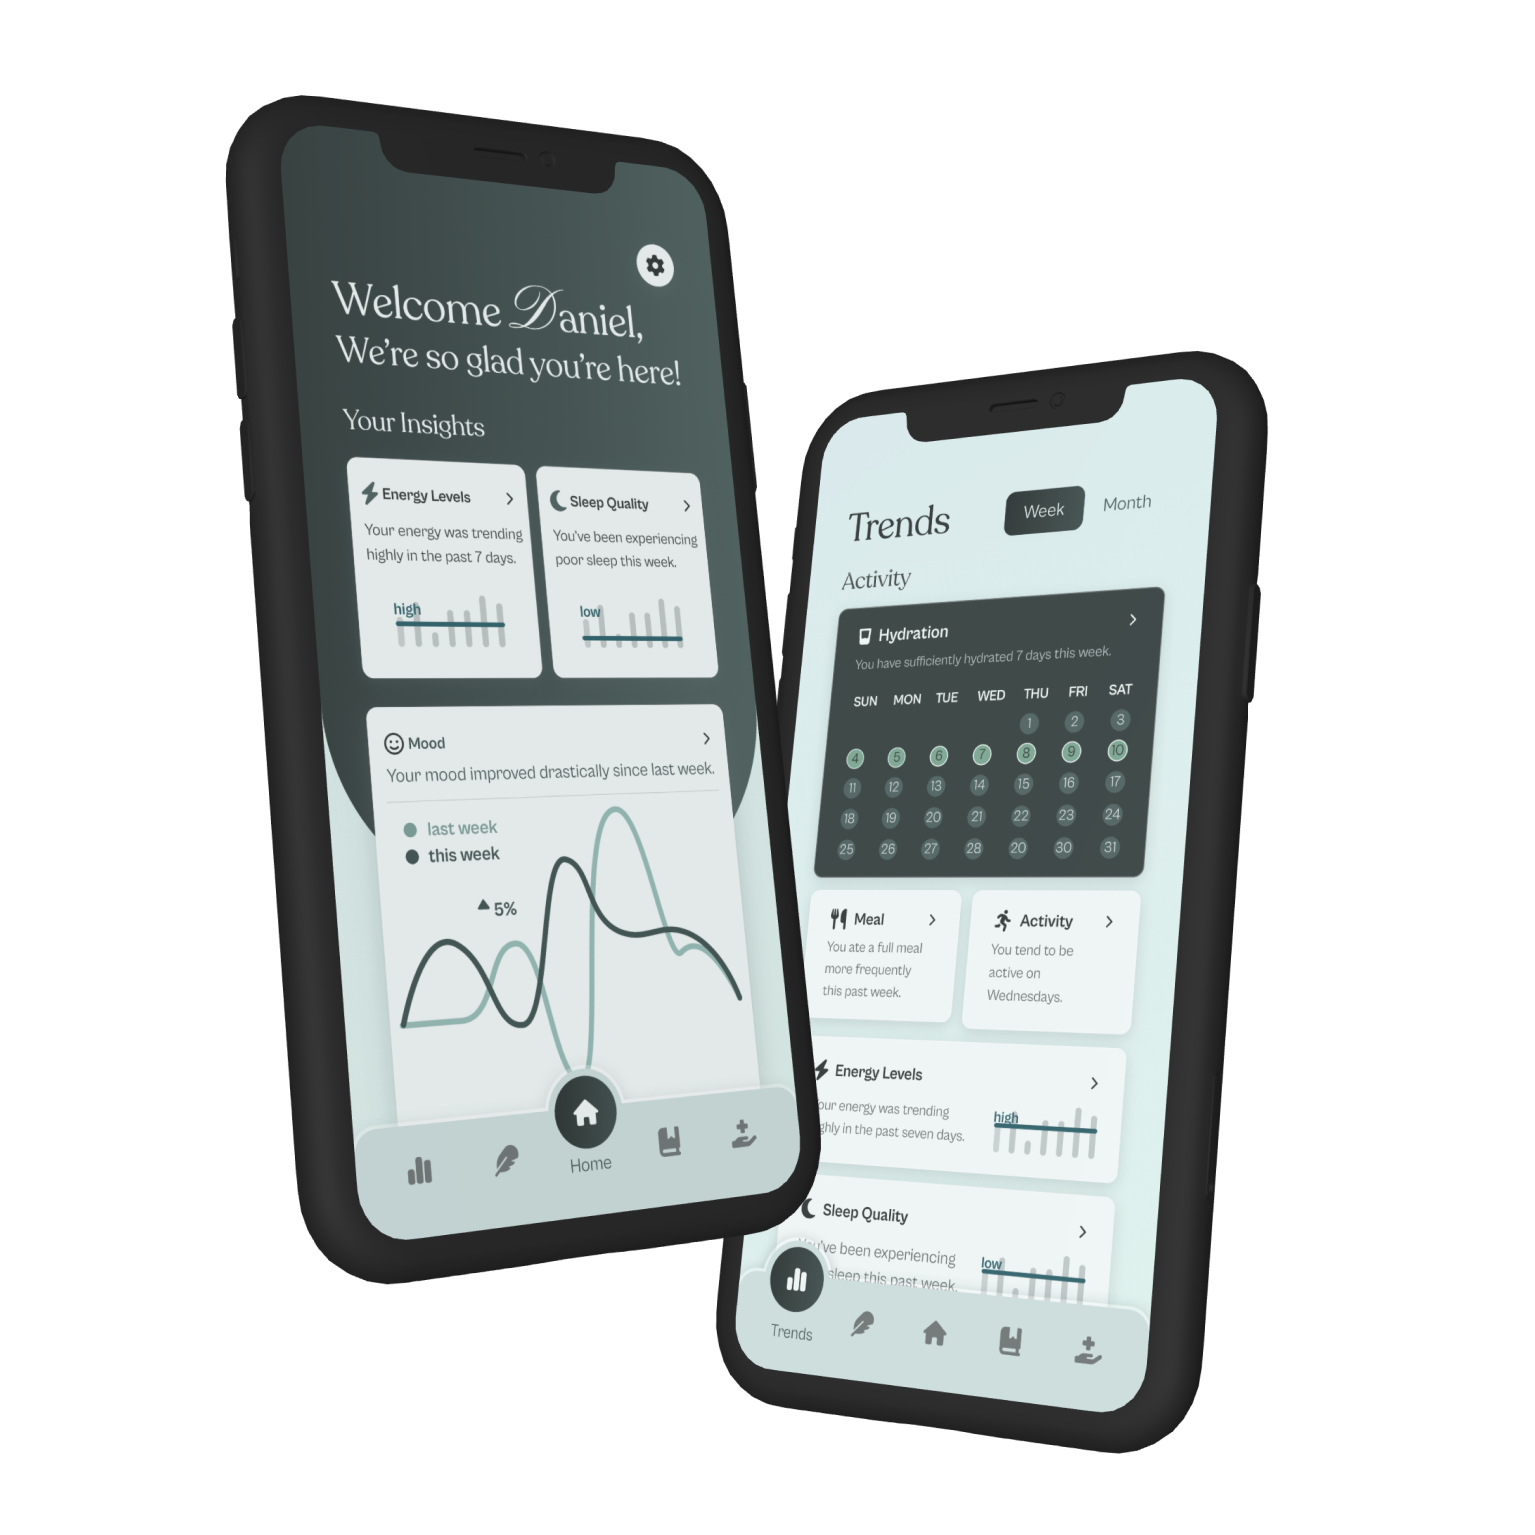 Welcome Daniel,
We're so glad you're here!
Your Insights
Energy Levels
Your energy was trending
highly in the past 7 days.
high
Sleep Quality
You've been experiencing
poor sleep this week.
low
Mood
Your mood improved drastically since last week.
last week
this week
5%
Home
Trends
Week
Month
Activity
Hydration
You have sufficiently hydrated 7 days this week.
SUN MON TUE WED THU FRI SAT
1 2 3
4 5 6 7 8 9 10
11 12 13 14 15 16 17
18 19 20 21 22 23 24
25 26 27 28 20 30 31
Meal
You ate a full meal
more frequently
this past week.
Activity
You tend to be
active on
Wednesdays.
Energy Levels
our energy was trending
ghly in the past seven days.
high
Sleep Quality
You've been experiencing
sleep this past week.
low
Trends